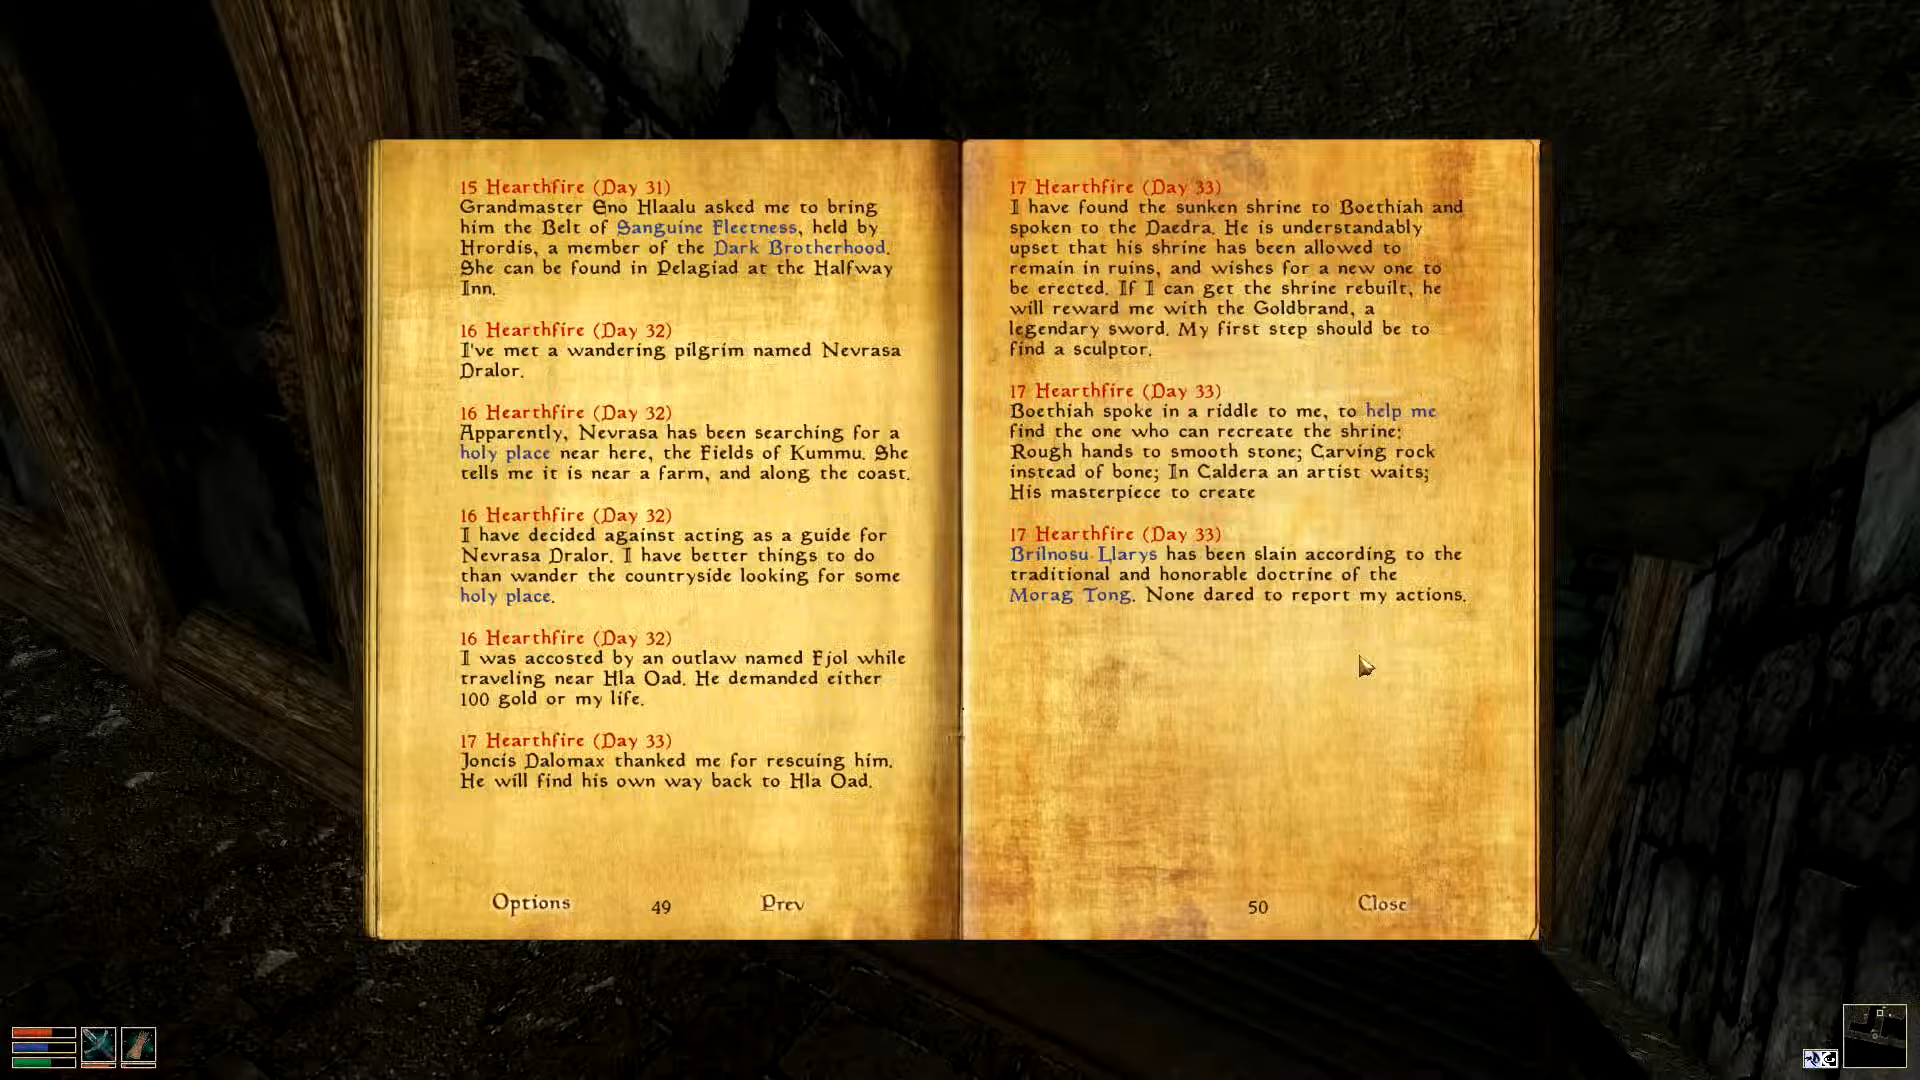 15 Hearthfire (Day 31)
Grandmaster Eno Hlaalu asked me to bring
him the Belt of Sanguine Fleetness, held by
Hrordis, a member of the Dark Brotherhood.
She can be found in Pelagiad at the Halfway
Inn.
16 Hearthfire (Day 32)
I've met a wandering pilgrim named Nevrasa
Dralor.
16 Hearthfire (Day 32)
Apparently, Nevrasa has been searching for a
holy place near here, the Fields of Kummu. She
tells me it is near a farm, and along the coast.
16 Hearthfire (Day 32)
I have decided against acting as a guide for
Nevrasa Dralor. I have better things to do
than wander the countryside looking for some
holy place.
16 Hearthfire (Day 32)
I was accosted by an outlaw named Fjol while
traveling near Hla Oad. He demanded either
100 gold or my life.
17 Hearthfire (Day 33)
Joncis Dalomax thanked me for rescuing him.
He will find his own way back to Hla Oad.
Options 49 Prev
17 Hearthfire (Day 33)
I have found the sunken shrine to Boethiah and
spoken to the Daedra. He is understandably
upset that his shrine has been allowed to
remain in ruins, and wishes for a new one to
be erected. If I can get the shrine rebuilt, he
will reward me with the Goldbrand, a
legendary sword. My first step should be to
find a sculptor.
17 Hearthfire (Day 33)
Boethiah spoke in a riddle to me, to help me
find the one who can recreate the shrine:
Rough hands to smooth stone; Carving rock
instead of bone; In Caldera an artist waits;
His masterpiece to create
17 Hearthfire (Day 33)
Brilnosu Llarys has been slain according to the
traditional and honorable doctrine of the
Morag Tong. None dared to report my actions.
50 Close